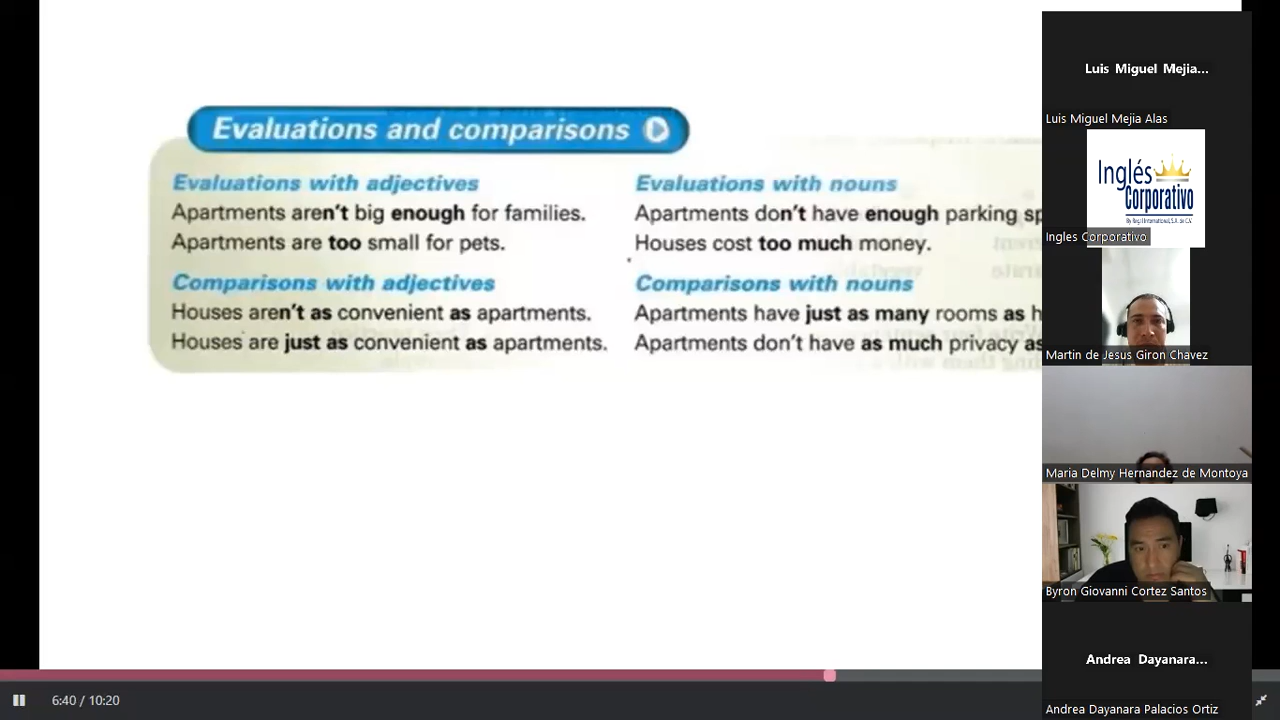 Evaluations and comparisons
Evaluations with adjectives
Apartments aren't big enough for families.
Apartments are too small for pets.
Comparisons with adjectives
Houses aren't as convenient as apartments.
Houses are just as convenient as apartments.
Evaluations with nouns
Apartments don't have enough parking sp
Houses cost too much money.
Comparisons with nouns
Apartments have just as many rooms as h
Apartments don't have as much privacy as
Luis Miguel Mejia...
Luis Miguel Mejia Alas
Inglés
Corporativo
Ingles Corporativo
Martin de Jesus Giron Chavez
Maria Delmy Hernandez de Montoya
Byron Giovanni Cortez Santos
Andrea Dayanara...
Andrea Dayanara Palacios Ortiz
6:40 / 10:20